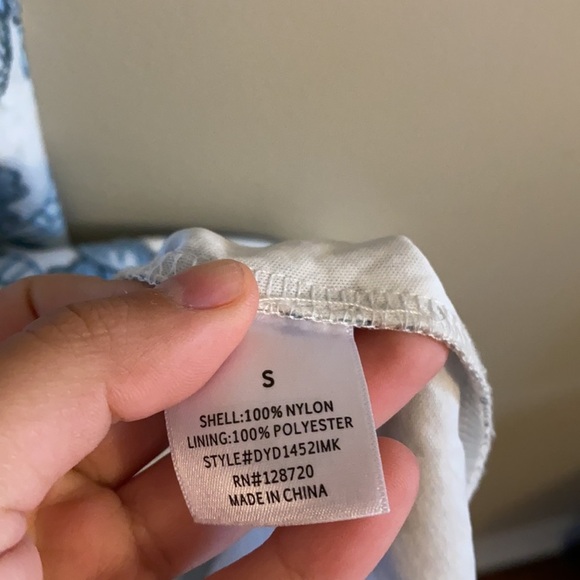 S
SHELL:100% NYLON
LINING:100% POLYESTER
STYLE#DYD1452IMK
RN#128720
MADE IN CHINA